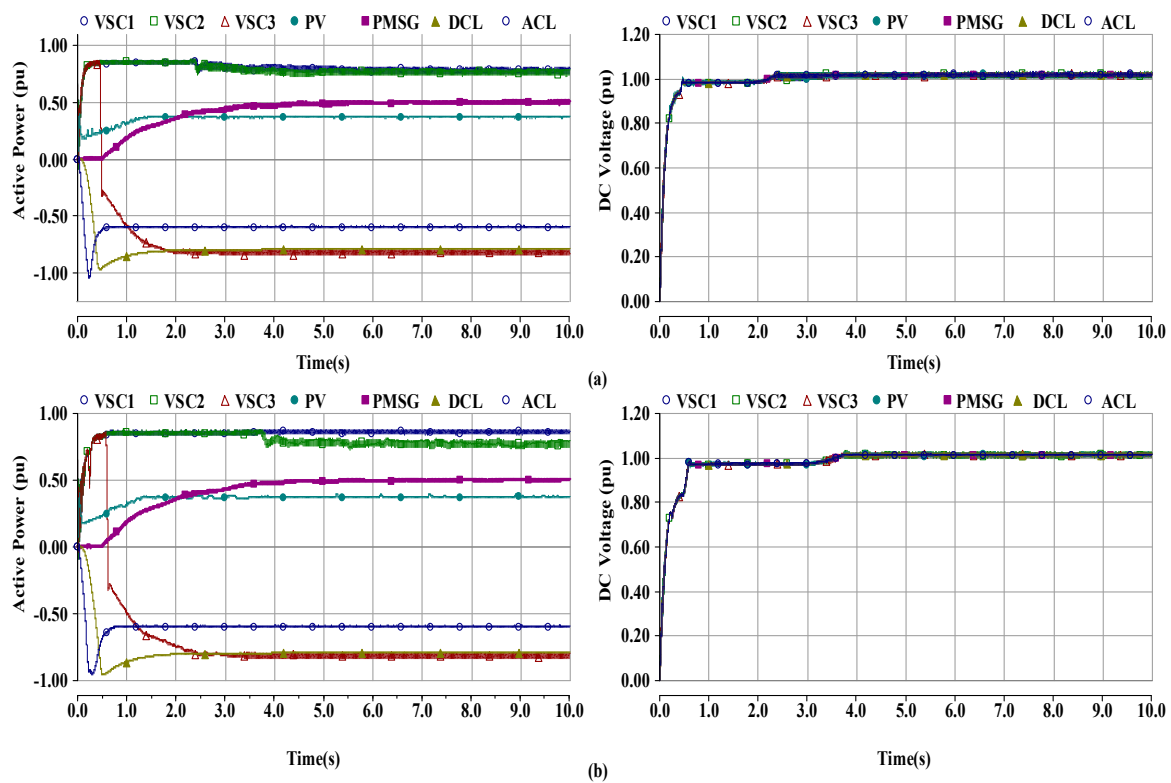 VSC1 VSC2 VSC3 PV PMSG DCL ACL
Active Power (pu)
1.00
0.50
0.00
-0.50
-1.00
0.0 1.0 2.0 3.0 4.0 5.0 6.0 7.0 8.0 9.0 10.0
Time(s)
VSC1 VSC2 VSC3 PV PMSG DCL ACL
DC Voltage (pu)
1.20
1.00
0.80
0.60
0.40
0.20
0.00
0.0 1.0 2.0 3.0 4.0 5.0 6.0 7.0 8.0 9.0 10.0
Time(s)
(a)
VSC1 VSC2 VSC3 PV PMSG DCL ACL
Active Power (pu)
1.00
0.50
0.00
-0.50
-1.00
0.0 1.0 2.0 3.0 4.0 5.0 6.0 7.0 8.0 9.0 10.0
Time(s)
VSC1 VSC2 VSC3 PV PMSG DCL ACL
DC Voltage (pu)
1.20
1.00
0.80
0.60
0.40
0.20
0.00
0.0 1.0 2.0 3.0 4.0 5.0 6.0 7.0 8.0 9.0 10.0
Time(s)
(b)